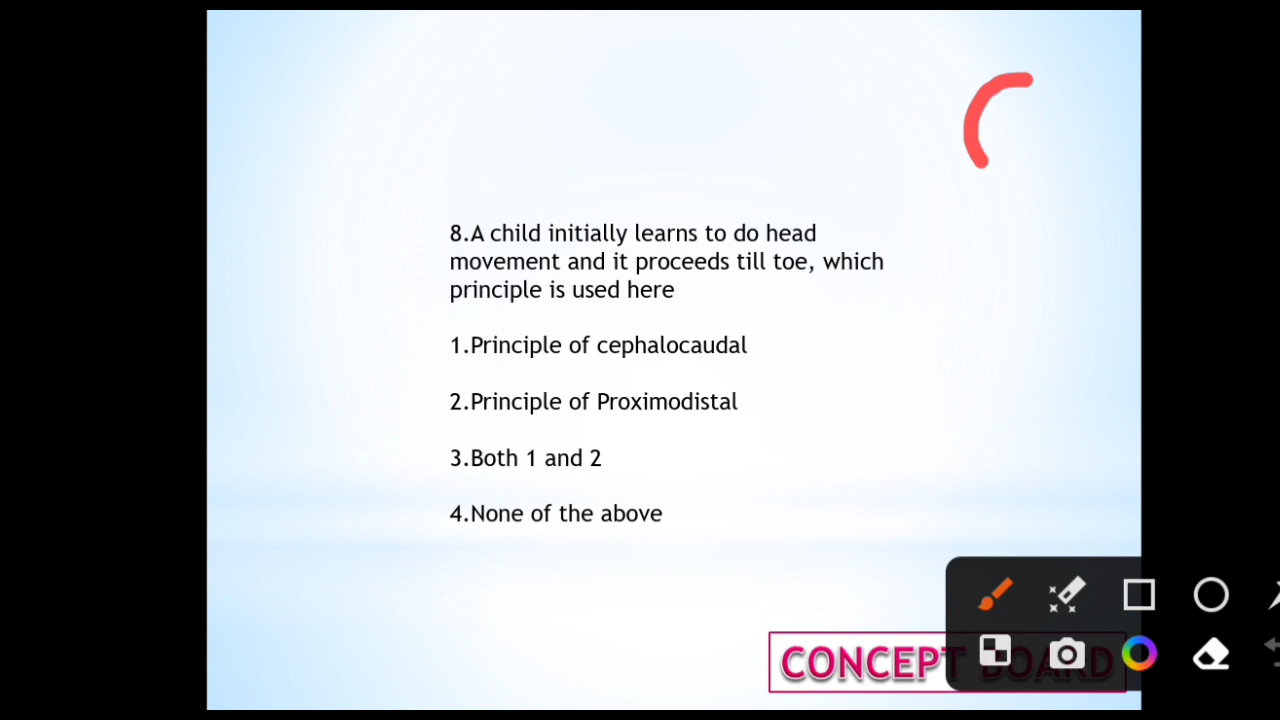 8.A child initially learns to do head
movement and it proceeds till toe, which
principle is used here
1.Principle of cephalocaudal
2.Principle of Proximodistal
3.Both 1 and 2
4.None of the above
CONCEPT BOARD